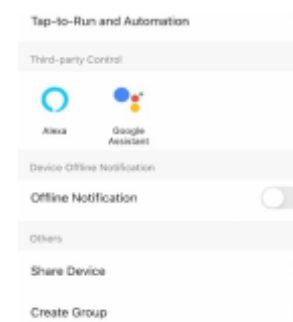 Tap-to-Run and Automation
Third-party Control
Alexa
Google
Assistant
Device Offline Notification
Offline Notification
Others
Share Device
Create Group